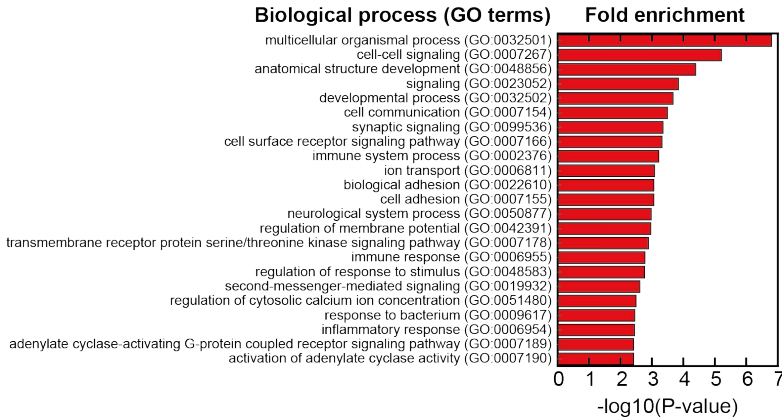 Biological process (GO terms) Fold enrichment
multicellular organismal process (GO:0032501)
cell-cell signaling (GO:0007267)
anatomical structure development (GO:0048856)
signaling (GO:0023052)
developmental process (GO:0032502)
cell communication (GO:0007154)
synaptic signaling (GO:0099536)
cell surface receptor signaling pathway (GO:0007166)
immune system process (GO:0002376)
ion transport (GO:0006811)
biological adhesion (GO:0022610)
cell adhesion (GO:0007155)
neurological system process (GO:0050877)
regulation of membrane potential (GO:0042391)
transmembrane receptor protein serine/threonine kinase signaling pathway (GO:0007178)
immune response (GO:0006955)
regulation of response to stimulus (GO:0048583)
second-messenger-mediated signaling (GO:0019932)
regulation of cytosolic calcium ion concentration (GO:0051480)
response to bacterium (GO:0009617)
inflammatory response (GO:0006954)
adenylate cyclase-activating G-protein coupled receptor signaling pathway (GO:0007189)
activation of adenylate cyclase activity (GO:0007190)
0 1 2 3 4 5 6 7
-log10(P-value)